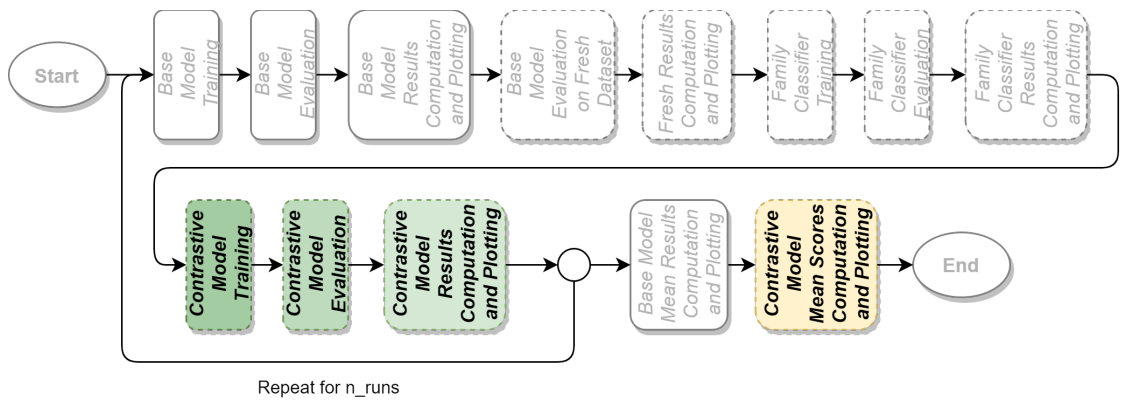 Start
Base
Model
Training
Base
Model
Evaluation
Base
Model
Results
Computation
and Plotting
Base
Model
Evaluation
on Fresh
Dataset
Fresh Results
Computation
and Plotting
Family
Classifier
Training
Family
Classifier
Evaluation
Family
Classifier
Results
Computation
and Plotting
Contrastive
Model
Training
Contrastive
Model
Evaluation
Contrastive
Model
Results
Computation
and Plotting
Base Model
Mean Results
Computation
and Plotting
Contrastive
Model
Mean Scores
Computation
and Plotting
End
Repeat for n_runs